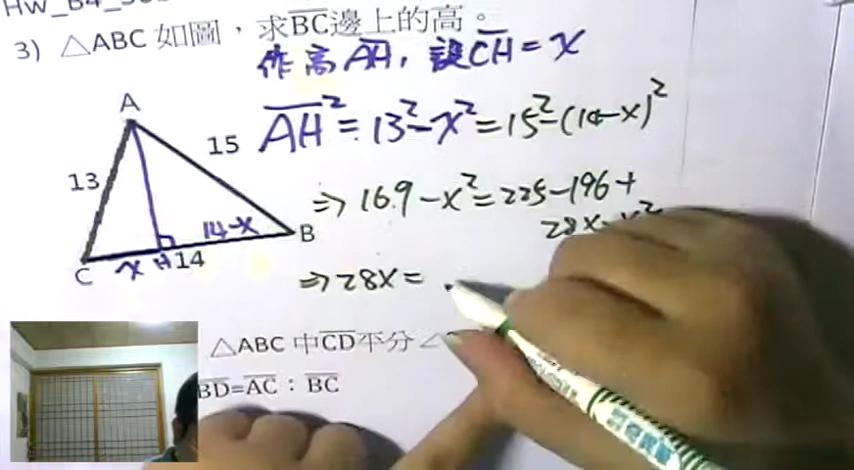 3) △ABC 如圖，求BC邊上的高。
作高AH，設CH = x
A
13
15
14-x
B
C
x
H
14
AH² = 13²-x² = 15²-(14-x)²
⇒ 169 - x² = 225 - 196 +
28x - x²
⇒ 28x =
△ABC 中CD不分∠
BD=AC：BC